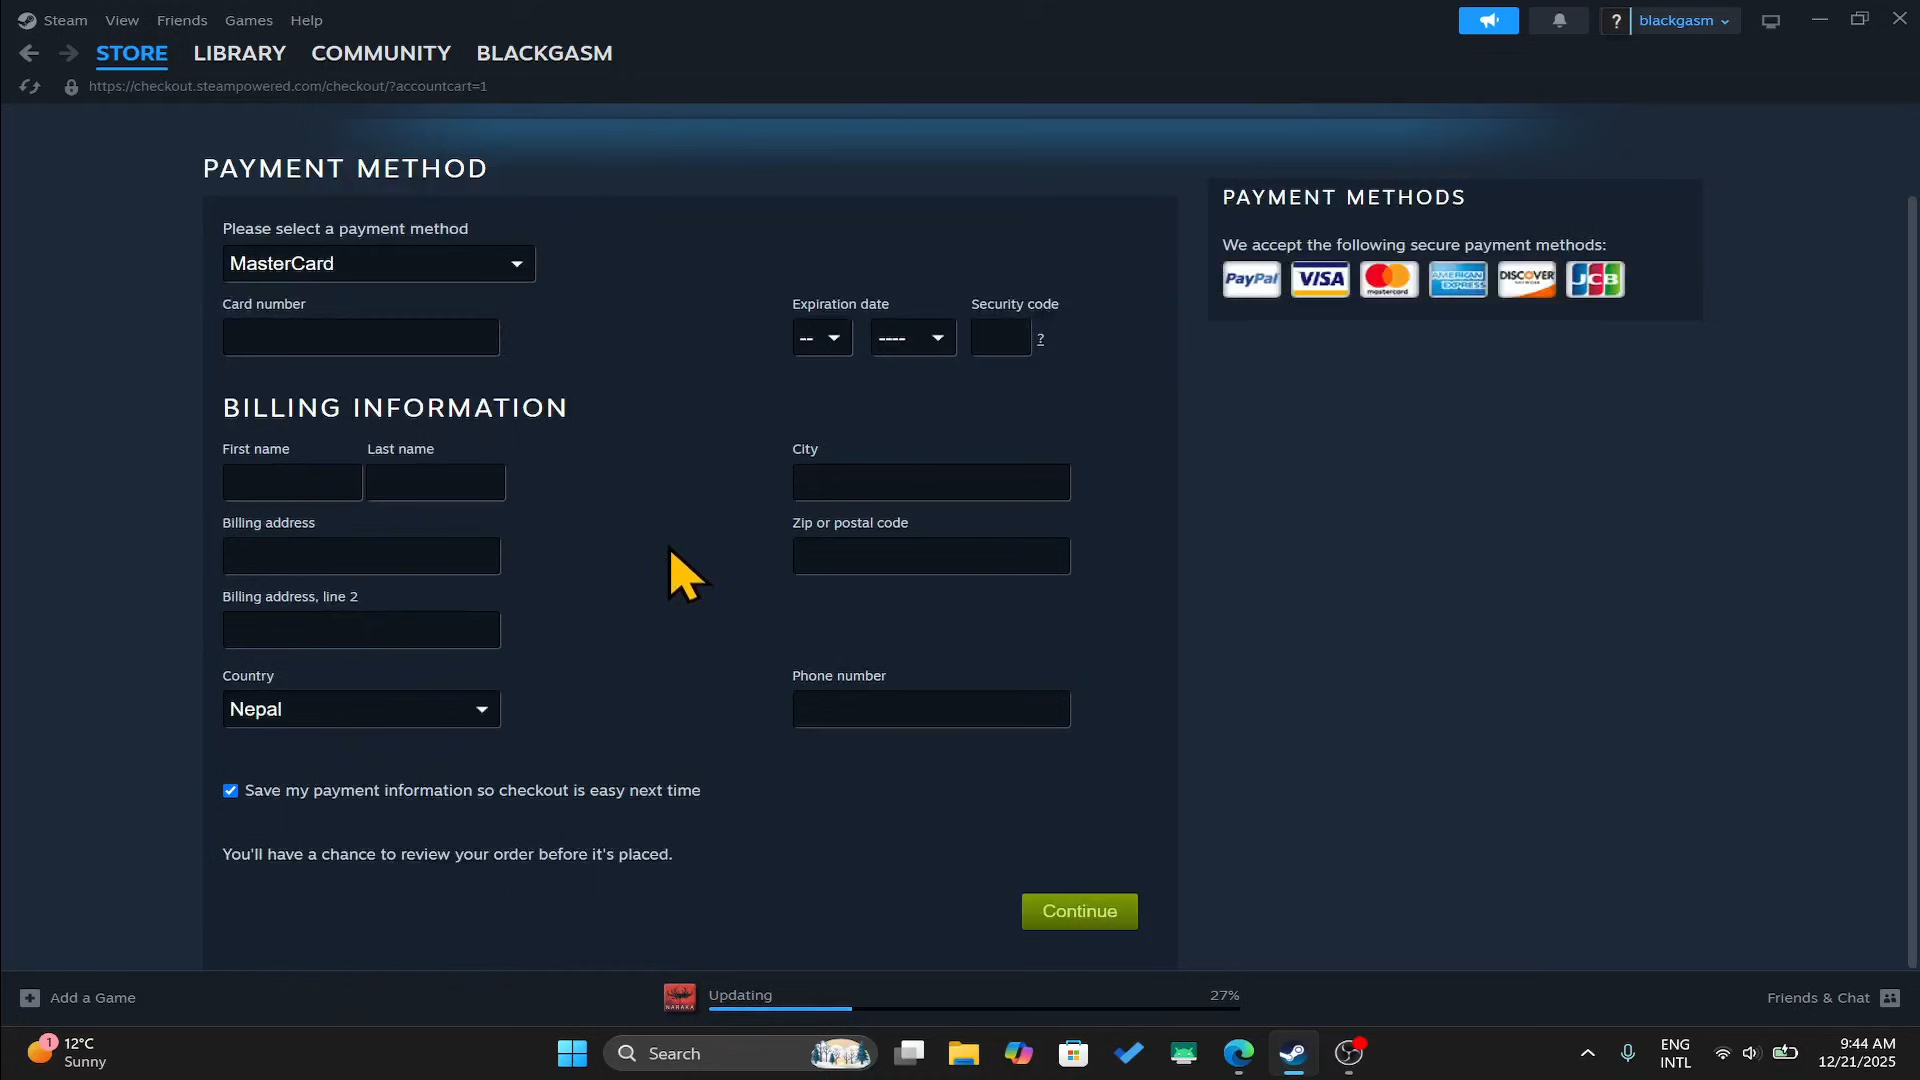 Steam View Friends Games Help
? blackgasm
STORE LIBRARY COMMUNITY BLACKGASM
https://checkout.steampowered.com/checkout/?accountcart=1
PAYMENT METHOD
Please select a payment method
MasterCard
Card number
Expiration date Security code
-- ---- ?
BILLING INFORMATION
First name Last name
City
Billing address
Zip or postal code
Billing address, line 2
Country
Nepal
Phone number
Save my payment information so checkout is easy next time
You'll have a chance to review your order before it's placed.
Continue
PAYMENT METHODS
We accept the following secure payment methods:
PayPal VISA mastercard AMERICAN EXPRESS DISCOVER JCB
Add a Game
NARAKA
Updating 27%
Friends & Chat
1 12°C
Sunny
Search
ENG
INTL
9:44 AM
12/21/2025